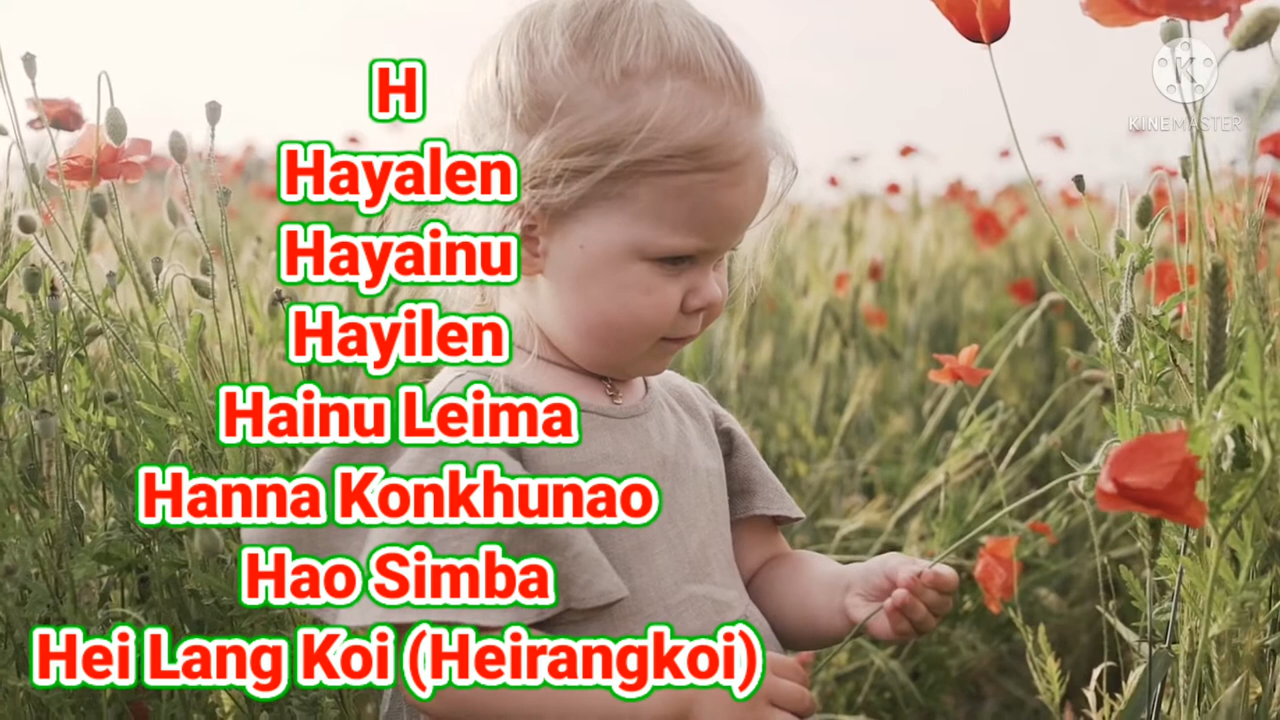 H
Hayalen
Hayainu
Hayilen
Hainu Leima
Hanna Konkhunao
Hao Simba
Hei Lang Koi (Heirangkoi)
K
KINEMASTER